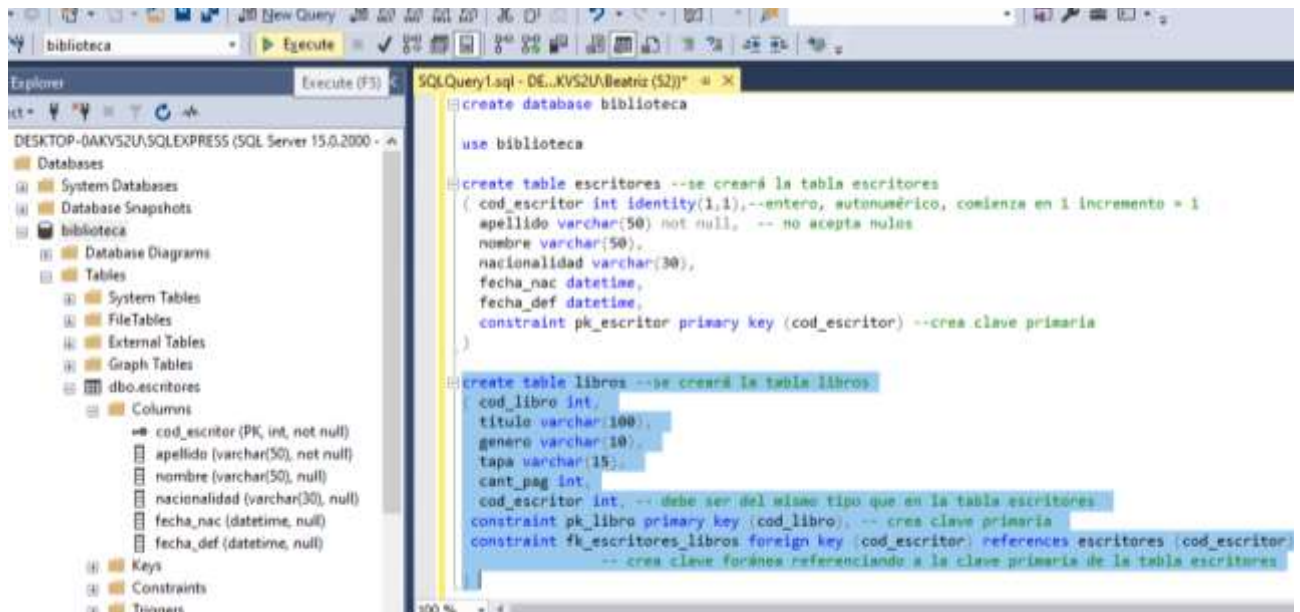 New Query
biblioteca
Execute
Explorer
Execute (F5)
SQLQuery1.sql - DE...KVS2U\Beatriz (52))*
DESKTOP-0AKVS2U\SQLEXPRESS (SQL Server 15.0.2000 -
Databases
System Databases
Database Snapshots
biblioteca
Database Diagrams
Tables
System Tables
FileTables
External Tables
Graph Tables
dbo.escritores
Columns
cod_escritor (PK, int, not null)
apellido (varchar(50), not null)
nombre (varchar(50), null)
nacionalidad (varchar(30), null)
fecha_nac (datetime, null)
fecha_def (datetime, null)
Keys
Constraints
Triggers
create database biblioteca
use biblioteca
create table escritores --se creará la tabla escritores
( cod_escritor int identity(1,1),--entero, autonumérico, comienza en 1 incremento = 1
apellido varchar(50) not null, -- no acepta nulos
nombre varchar(50),
nacionalidad varchar(30),
fecha_nac datetime,
fecha_def datetime,
constraint pk_escritor primary key (cod_escritor) --crea clave primaria
)
create table libros --se creará la tabla libros
( cod_libro int,
titulo varchar(100),
genero varchar(10),
tapa varchar(15),
cant_pag int,
cod_escritor int, -- debe ser del mismo tipo que en la tabla escritores
constraint pk_libro primary key (cod_libro), -- crea clave primaria
constraint fk_escritores_libros foreign key (cod_escritor) references escritores (cod_escritor)
-- crea clave foránea referenciando a la clave primaria de la tabla escritores
)
100 %